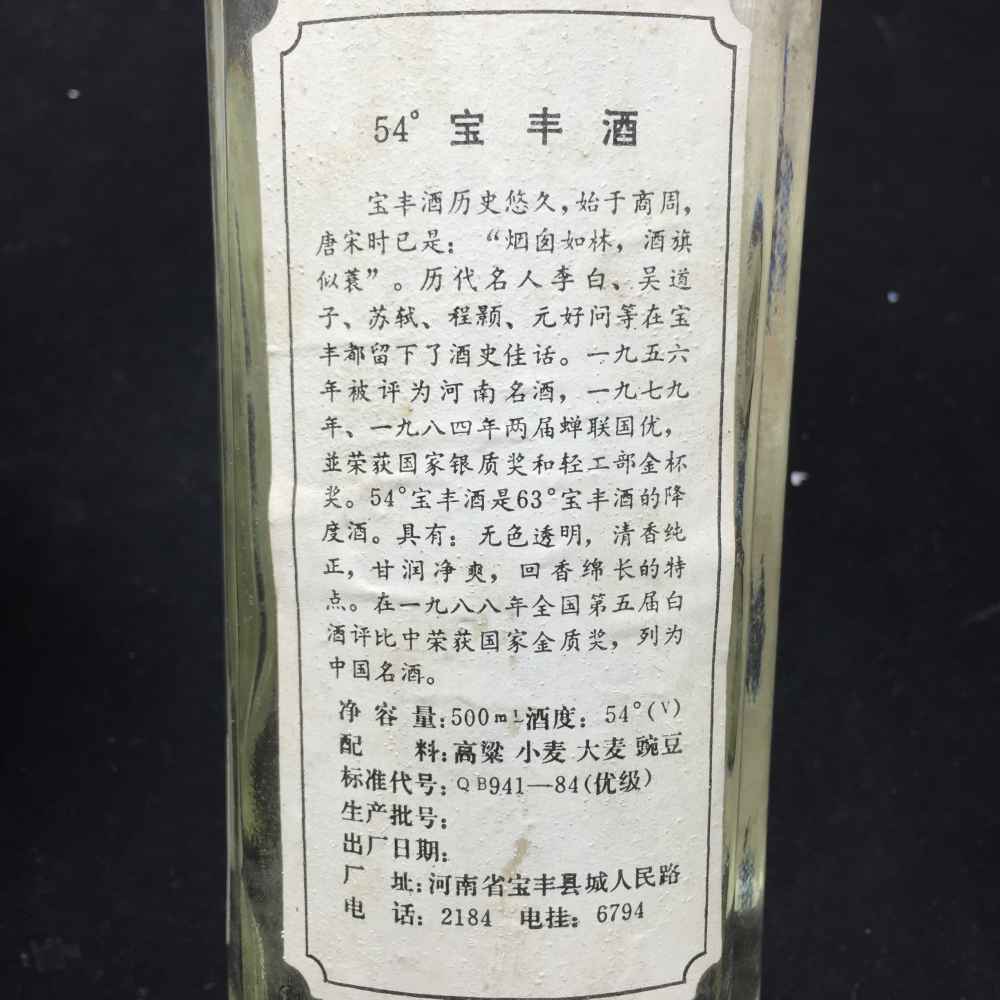 54° 宝丰酒
宝丰酒历史悠久，始于商周，
唐宋时已是：“烟囱如林，酒旗
似蓑”。历代名人李白、吴道
子、苏轼、程颢、元好问等在宝
丰都留下了酒史佳话。一九五六
年被评为河南名酒，一九七九
年、一九八四年两届蝉联国优，
並荣获国家银质奖和轻工部金杯
奖。54°宝丰酒是63°宝丰酒的降
度酒。具有：无色透明，清香纯
正，甘润净爽，回香绵长的特
点。在一九八八年全国第五届白
酒评比中荣获国家金质奖，列为
中国名酒。
净容量：500mL酒度：54°(V)
配料：高粱 小麦 大麦 豌豆
标准代号：QB941—84(优级)
生产批号：
出厂日期：
厂址：河南省宝丰县城人民路
电话：2184 电挂：6794